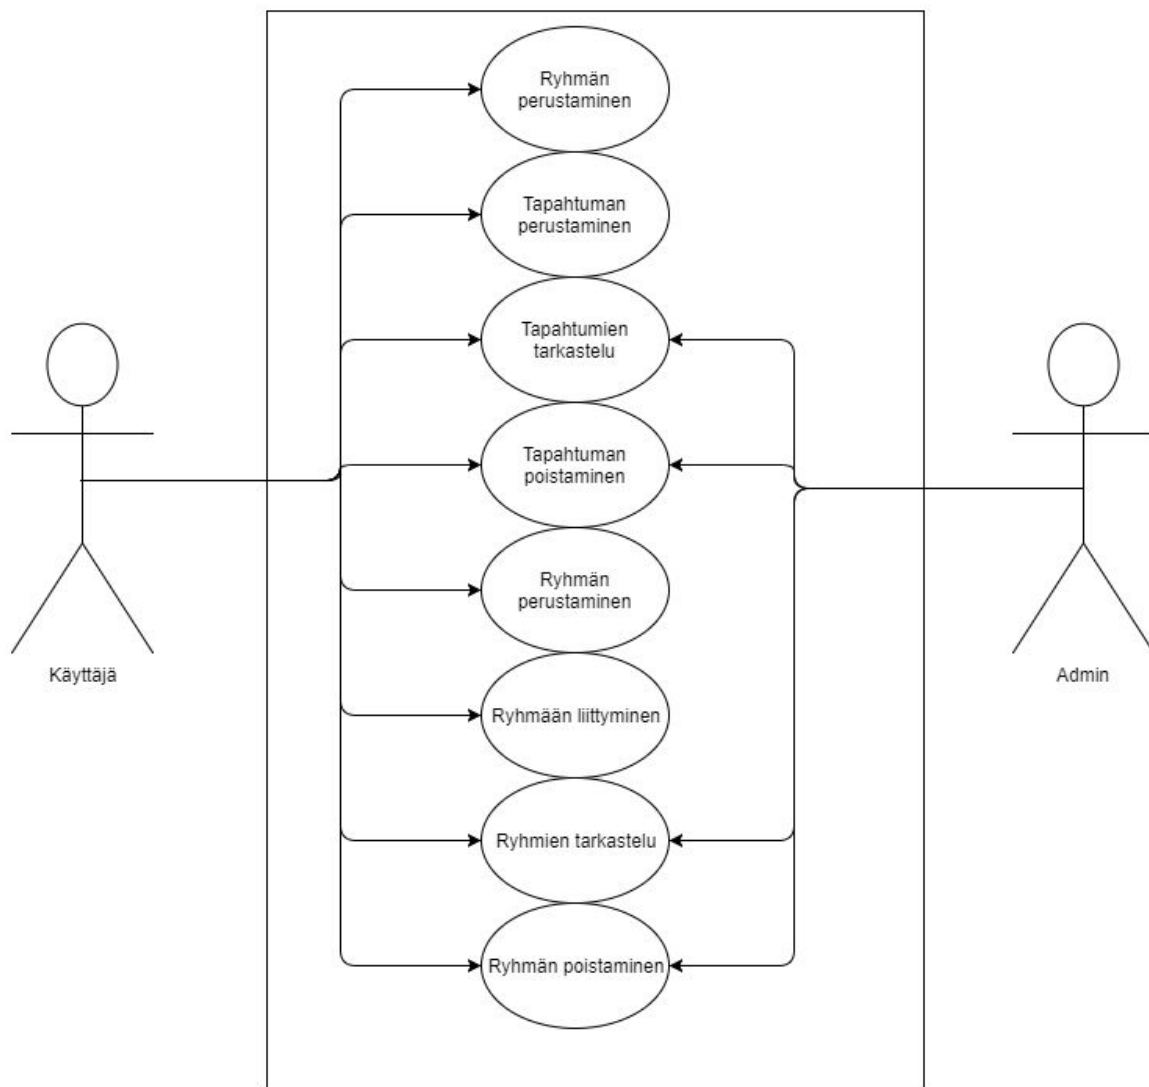 Ryhmän
perustaminen
Tapahtuman
perustaminen
Tapahtumien
tarkastelu
Tapahtuman
poistaminen
Ryhmän
perustaminen
Käyttäjä
Admin
Ryhmään liittyminen
Ryhmien tarkastelu
Ryhmän poistaminen